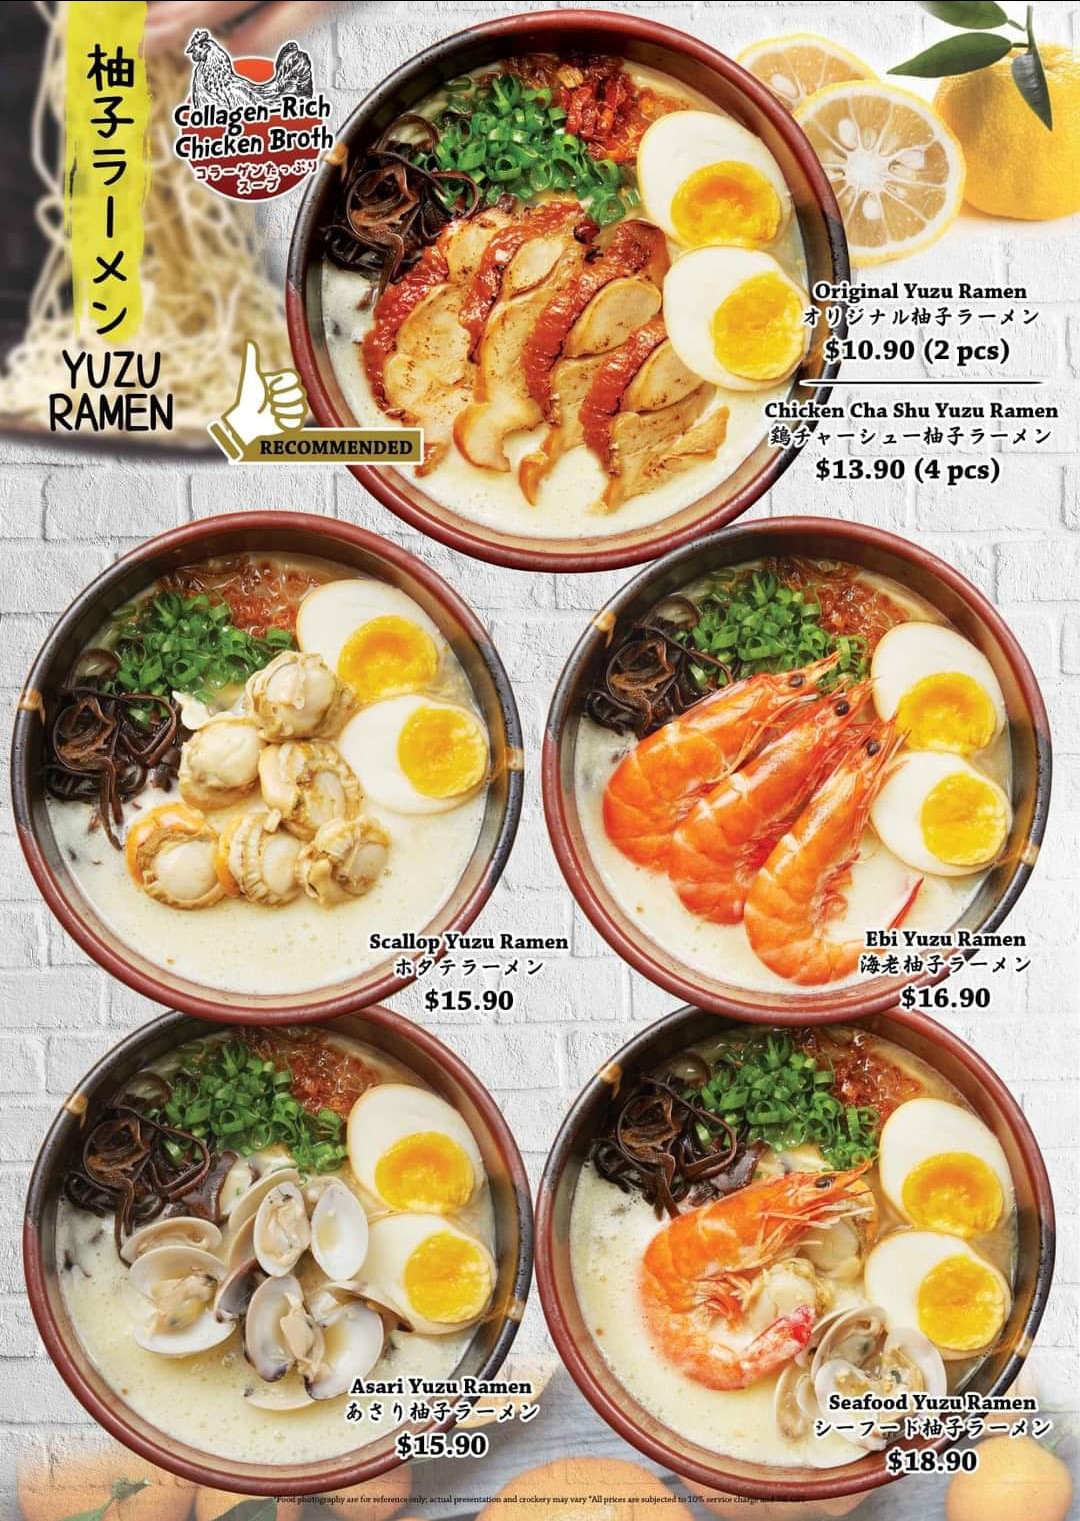 柚子ラーメン
YUZU
RAMEN
Collagen-Rich
Chicken Broth
コラーゲンたっぷり
スープ
RECOMMENDED
Original Yuzu Ramen
オリジナル柚子ラーメン
$10.90 (2 pcs)
Chicken Cha Shu Yuzu Ramen
鶏チャーシュー柚子ラーメン
$13.90 (4 pcs)
Scallop Yuzu Ramen
ホタテラーメン
$15.90
Ebi Yuzu Ramen
海老柚子ラーメン
$16.90
Asari Yuzu Ramen
あさり柚子ラーメン
$15.90
Seafood Yuzu Ramen
シーフード柚子ラーメン
$18.90
*Food photography are for reference only; actual presentation and crockery may vary *All prices are subjected to 10% service charge and